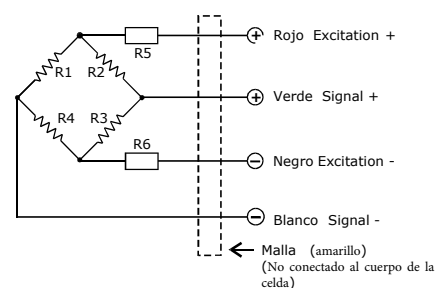 R5
Rojo Excitation +
R1
R2
Verde Signal +
R4
R3
R6
Negro Excitation -
Blanco Signal -
Malla (amarillo)
(No conectado al cuerpo de la
celda)